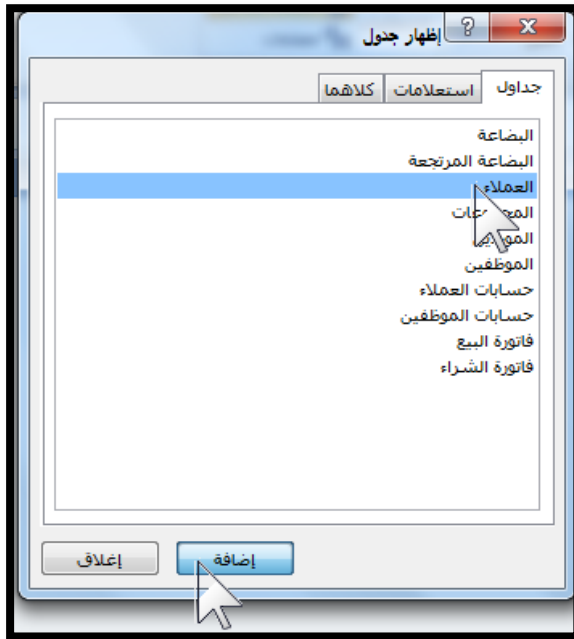 إظهار جدول
جداول استعلامات كلاهما
البضاعة
البضاعة المرتجعة
العملاء
الموظفين
حسابات العملاء
حسابات الموظفين
فاتورة البيع
فاتورة الشراء
إضافة إغلاق